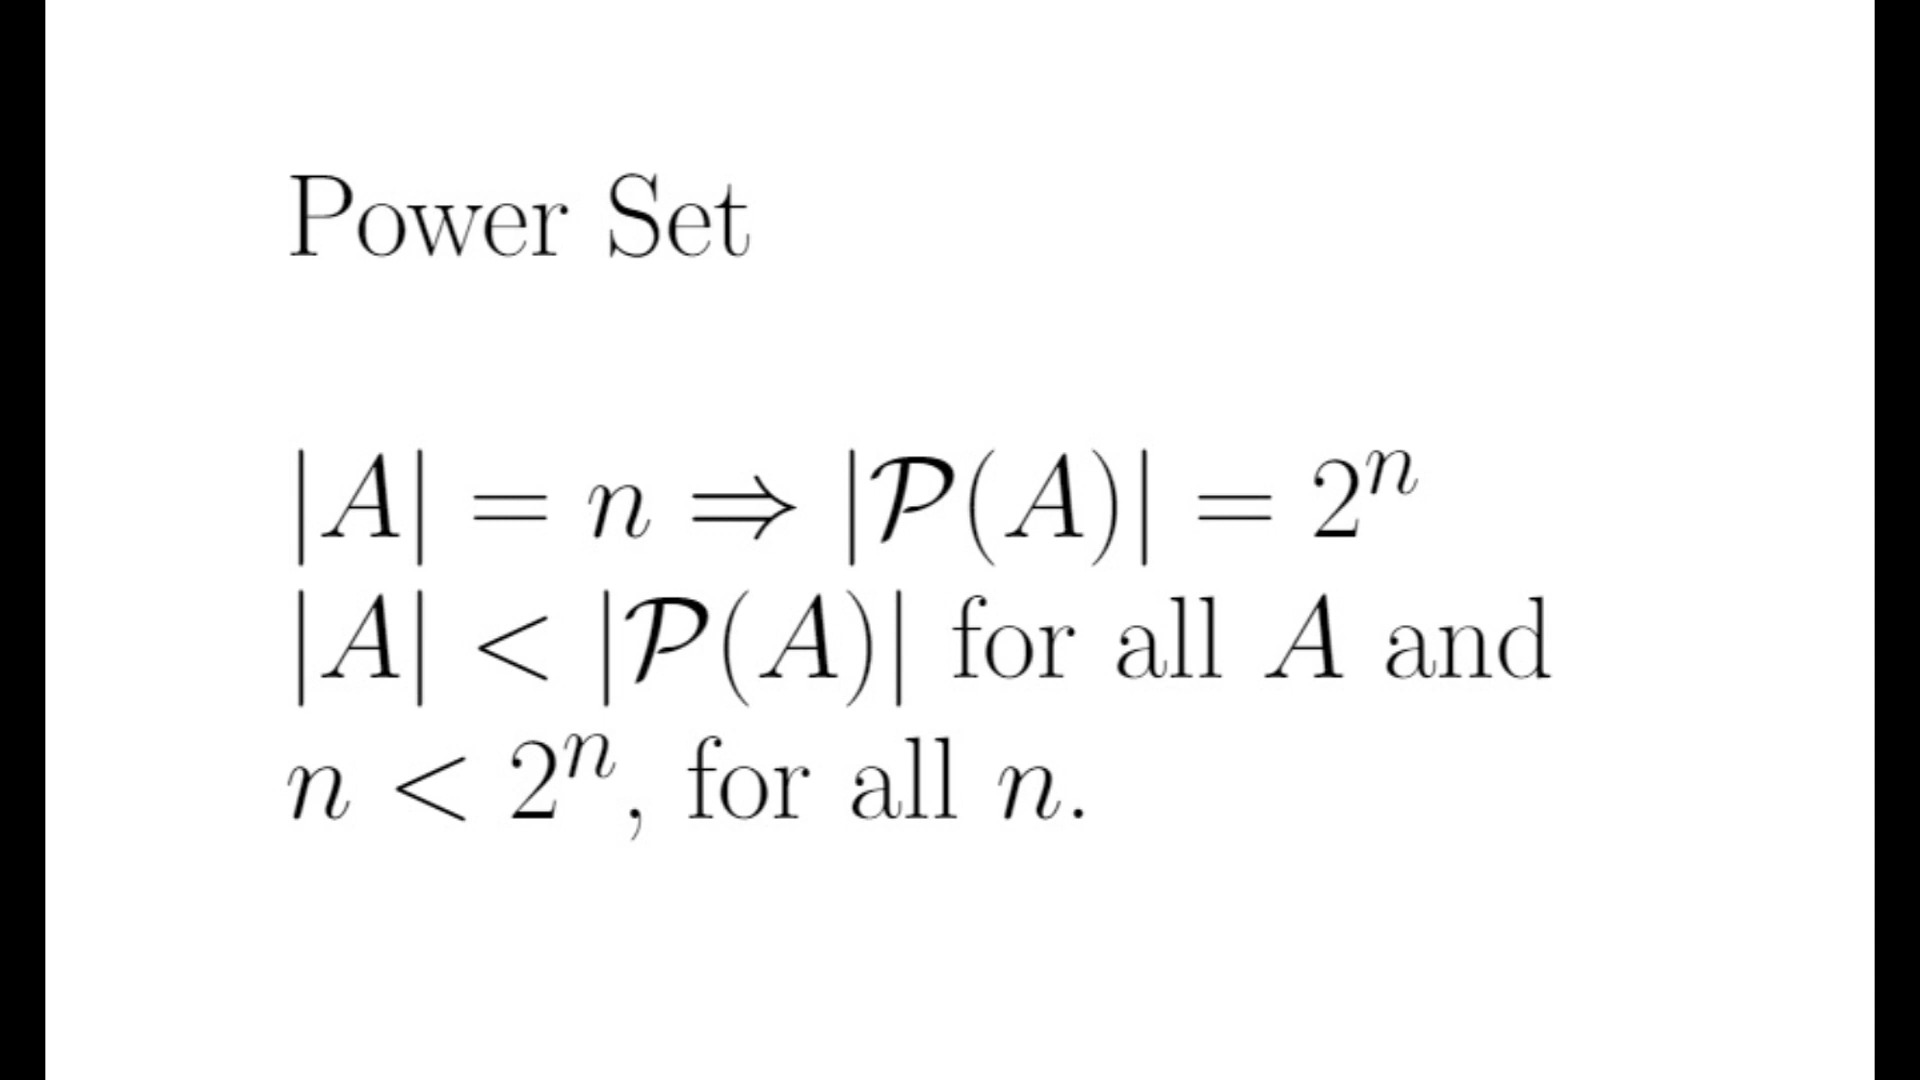 Power Set
|A| = n ⇒ |𝒫(A)| = 2ⁿ
|A| < |𝒫(A)| for all A and
n < 2ⁿ, for all n.